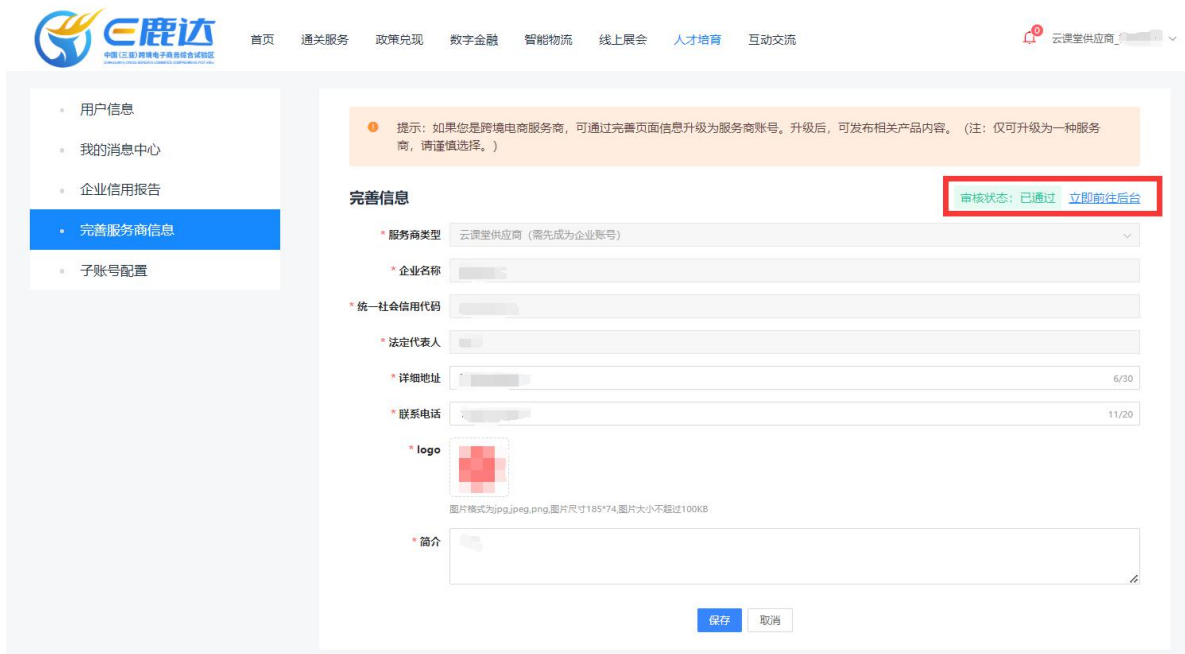 E鹿达
中国(三亚)跨境电子商务综合试验区
首页 通关服务 政策兑现 数字金融 智能物流 线上展会 人才培育 互动交流
0
云课堂供应商_
用户信息
我的消息中心
企业信用报告
完善服务商信息
子账号配置
提示：如果您是跨境电商服务商，可通过完善页面信息升级为服务商账号。升级后，可发布相关产品内容。（注：仅可升级为一种服务
商，请谨慎选择。）
完善信息
审核状态：已通过 立即前往后台
* 服务商类型 云课堂供应商（需先成为企业账号）
* 企业名称
* 统一社会信用代码
* 法定代表人
* 详细地址 6/30
* 联系电话 11/20
* logo
图片格式为jpg,jpeg,png,图片尺寸185*74,图片大小不超过100KB
* 简介
保存 取消